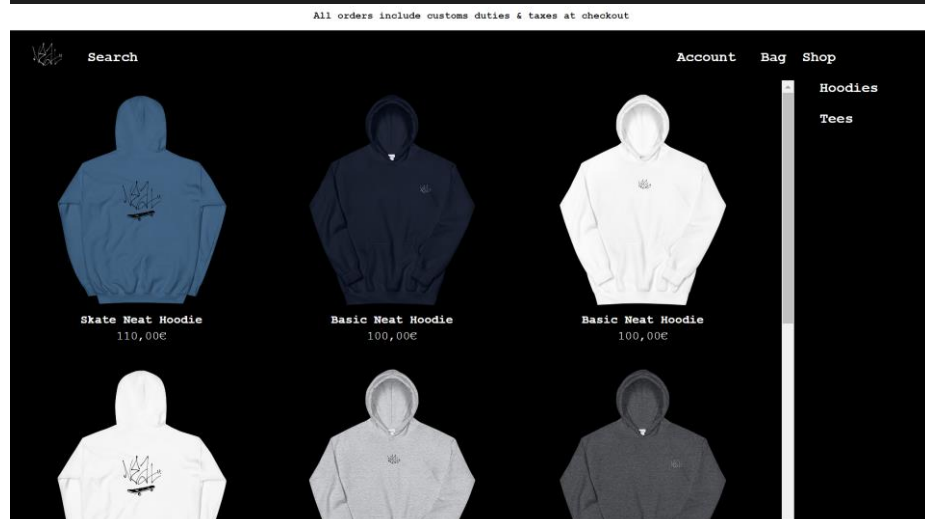 All orders include customs duties & taxes at checkout
Search
Account Bag Shop
Hoodies
Tees
Skate Neat Hoodie
110,00€
Basic Neat Hoodie
100,00€
Basic Neat Hoodie
100,00€